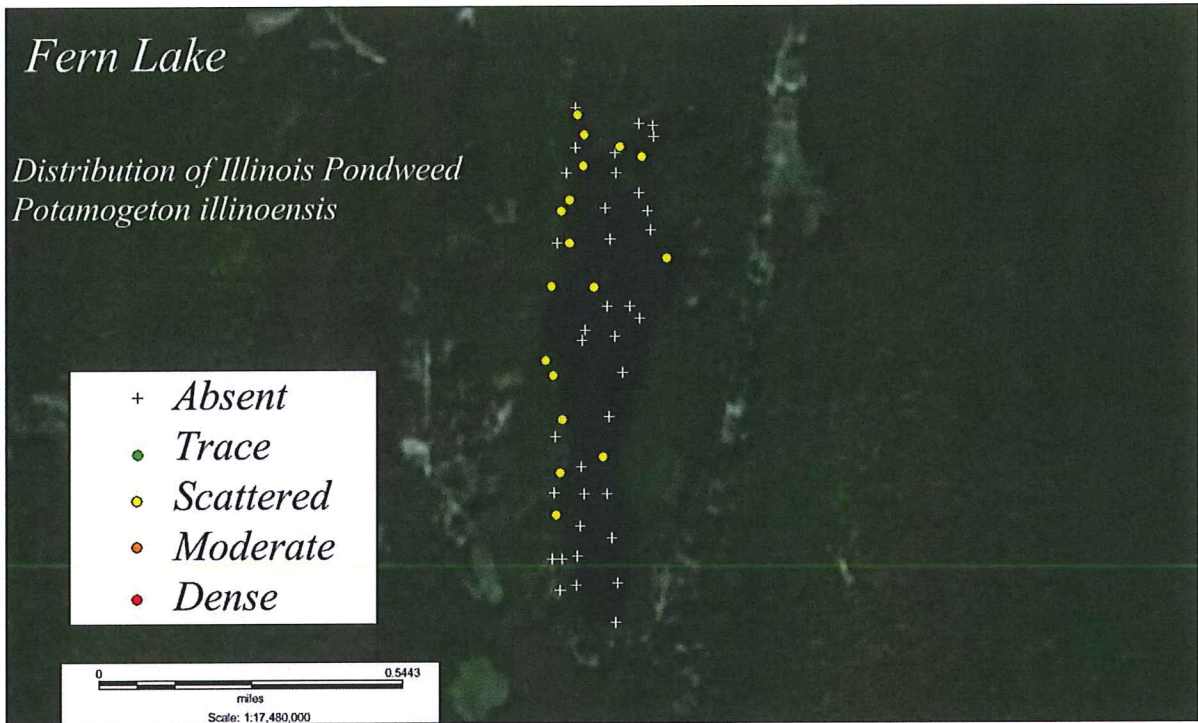 Fern Lake
Distribution of Illinois Pondweed
Potamogeton illinoensis
Absent
Trace
Scattered
Moderate
Dense
0 0.5443
miles
Scale: 1:17,480,000